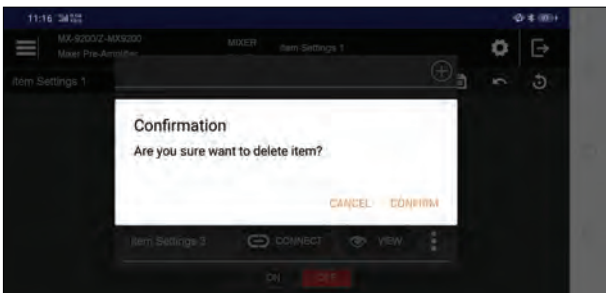 11:16
MX-9200/Z-MX9200
Mixer Pre-Amplifier
MIXER
Item Settings 1
Item Settings 1
Confirmation
Are you sure want to delete item?
CANCEL CONFIRM
Item Settings 3 CONNECT VIEW
ON OFF